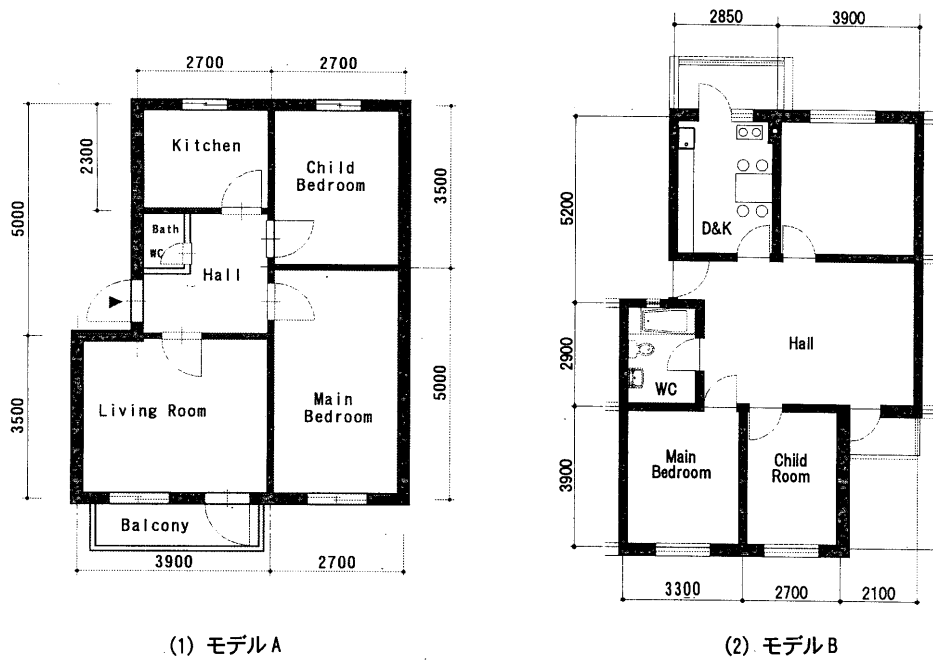 2700
2700
2300
5000
3500
3500
5000
Kitchen
Child
Bedroom
Bath
WC
Hall
Living Room
Main
Bedroom
Balcony
3900
2700
(1) モデルA
2850
3900
5200
2900
3900
D&K
Hall
WC
Main
Bedroom
Child
Room
3300
2700
2100
(2) モデルB